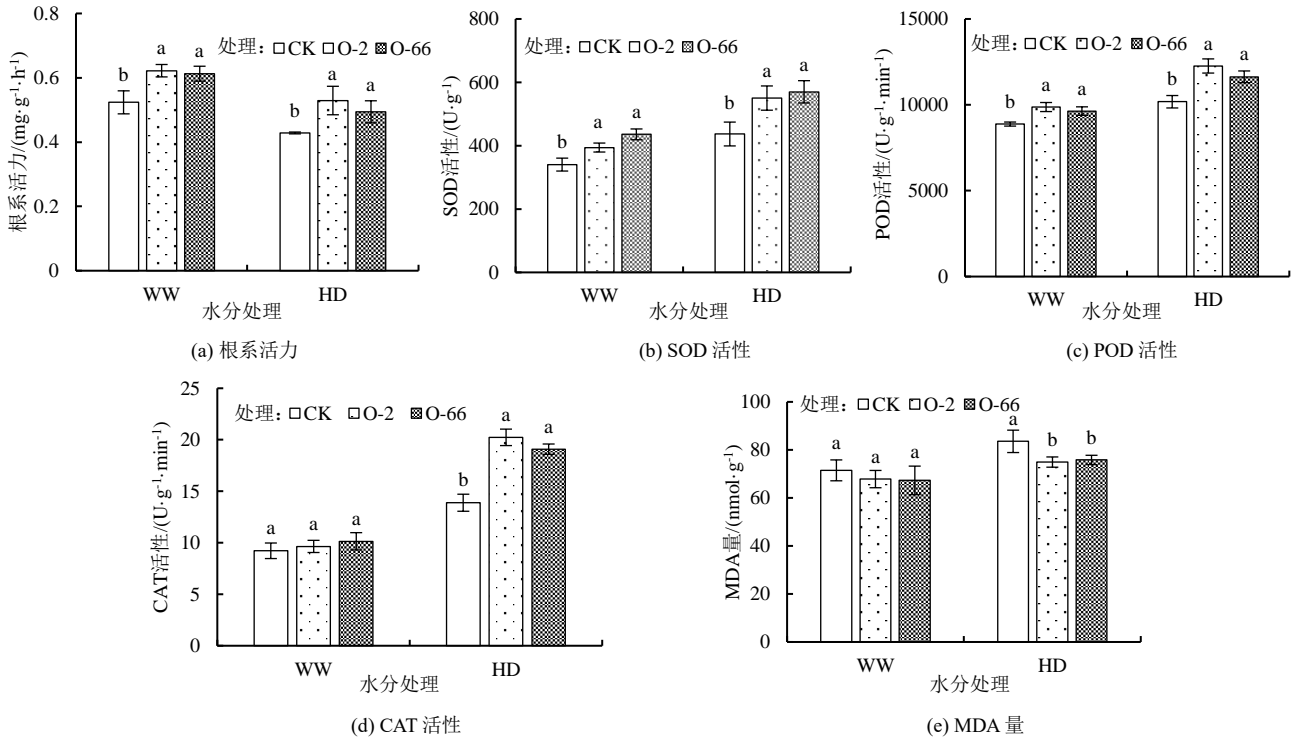 处理：CK O-2 O-66
根系活力/(mg·g⁻¹·h⁻¹)
0.8
0.6
0.4
0.2
0
b a a
b a a
WW HD
水分处理
(a) 根系活力
处理：CK O-2 O-66
SOD活性/(U·g⁻¹)
800
600
400
200
0
b a a
b a a
WW HD
水分处理
(b) SOD 活性
处理：CK O-2 O-66
POD活性/(U·g⁻¹·min⁻¹)
15000
10000
5000
0
b a a
b a a
WW HD
水分处理
(c) POD 活性
处理：CK O-2 O-66
CAT活性/(U·g⁻¹·min⁻¹)
25
20
15
10
5
0
a a a
b a a
WW HD
水分处理
(d) CAT 活性
处理：CK O-2 O-66
MDA量/(nmol·g⁻¹)
100
80
60
40
20
0
a a a
a b b
WW HD
水分处理
(e) MDA 量